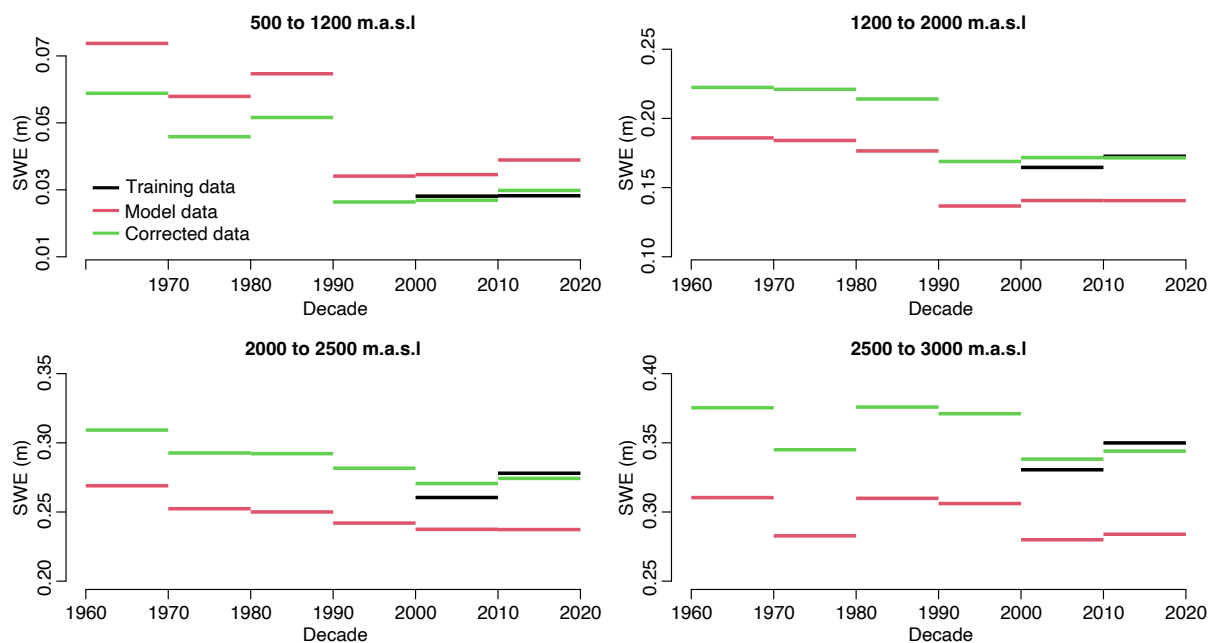 500 to 1200 m.a.s.l
SWE (m)
0.07
0.05
0.03
0.01
Training data
Model data
Corrected data
1970 1980 1990 2000 2010 2020
Decade
1200 to 2000 m.a.s.l
SWE (m)
0.25
0.20
0.15
0.10
1960 1970 1980 1990 2000 2010 2020
Decade
2000 to 2500 m.a.s.l
SWE (m)
0.35
0.30
0.25
0.20
1960 1970 1980 1990 2000 2010 2020
Decade
2500 to 3000 m.a.s.l
SWE (m)
0.40
0.35
0.30
0.25
1960 1970 1980 1990 2000 2010 2020
Decade